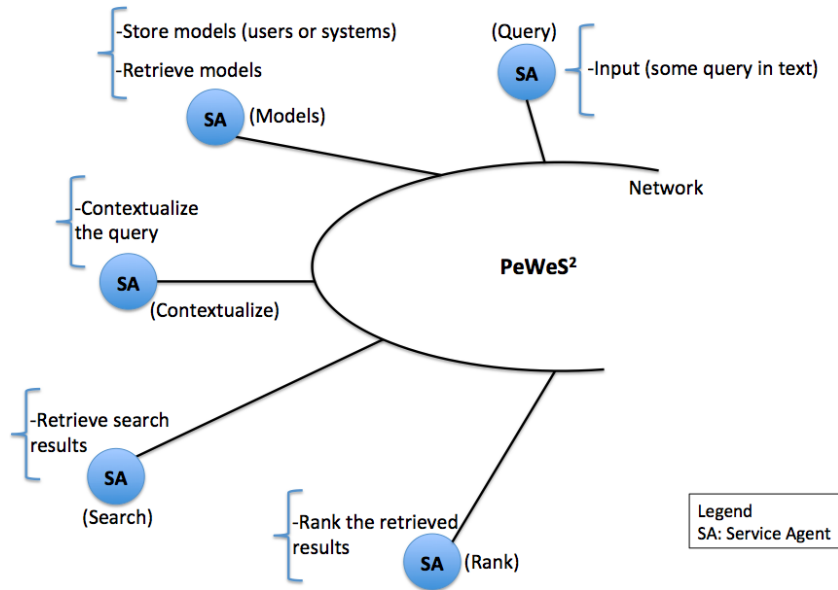 -Store models (users or systems)
-Retrieve models
SA
(Models)
(Query)
SA
-Input (some query in text)
Network
PeWeS²
-Contextualize
the query
SA
(Contextualize)
-Retrieve search
results
SA
(Search)
-Rank the retrieved
results
SA
(Rank)
Legend
SA: Service Agent